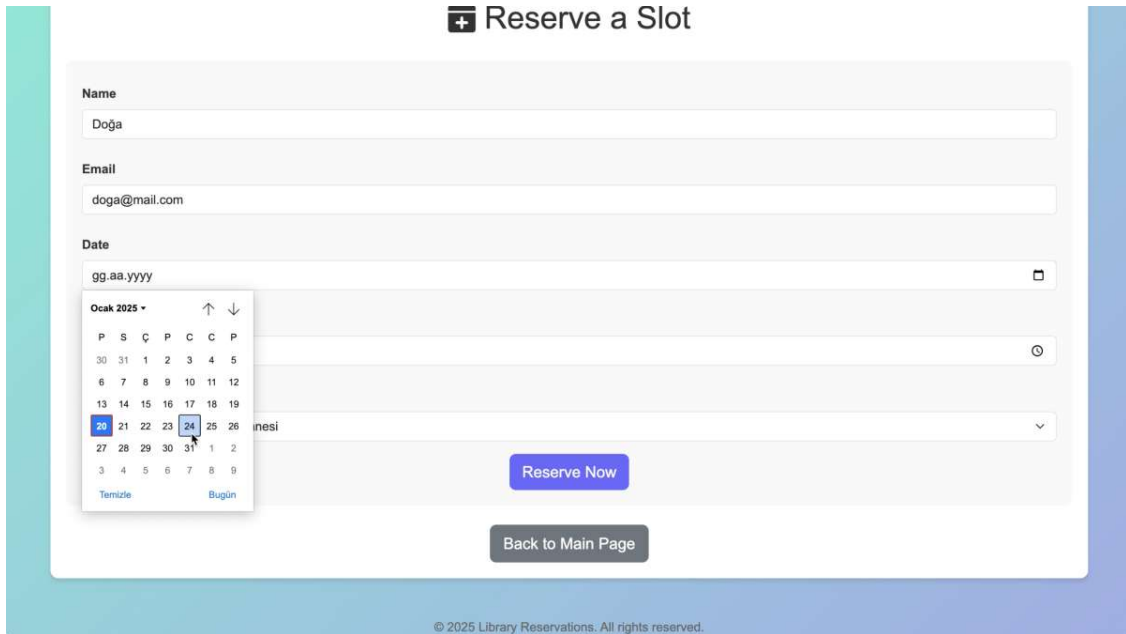 Reserve a Slot
Name
Doğa
Email
doga@mail.com
Date
gg.aa.yyyy
Ocak 2025
P S Ç P C C P
30 31 1 2 3 4 5
6 7 8 9 10 11 12
13 14 15 16 17 18 19
20 21 22 23 24 25 26
27 28 29 30 31 1 2
3 4 5 6 7 8 9
Temizle Bugün
Reserve Now
Back to Main Page
© 2025 Library Reservations. All rights reserved.